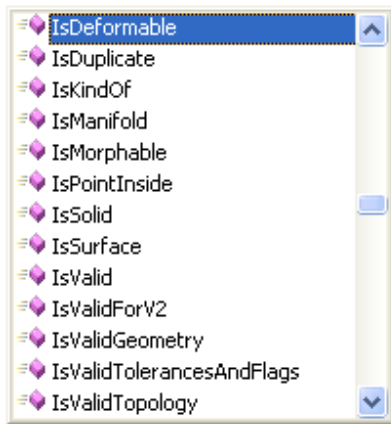 IsDeformable
IsDuplicate
IsKindOf
IsManifold
IsMorphable
IsPointInside
IsSolid
IsSurface
IsValid
IsValidForV2
IsValidGeometry
IsValidTolerancesAndFlags
IsValidTopology